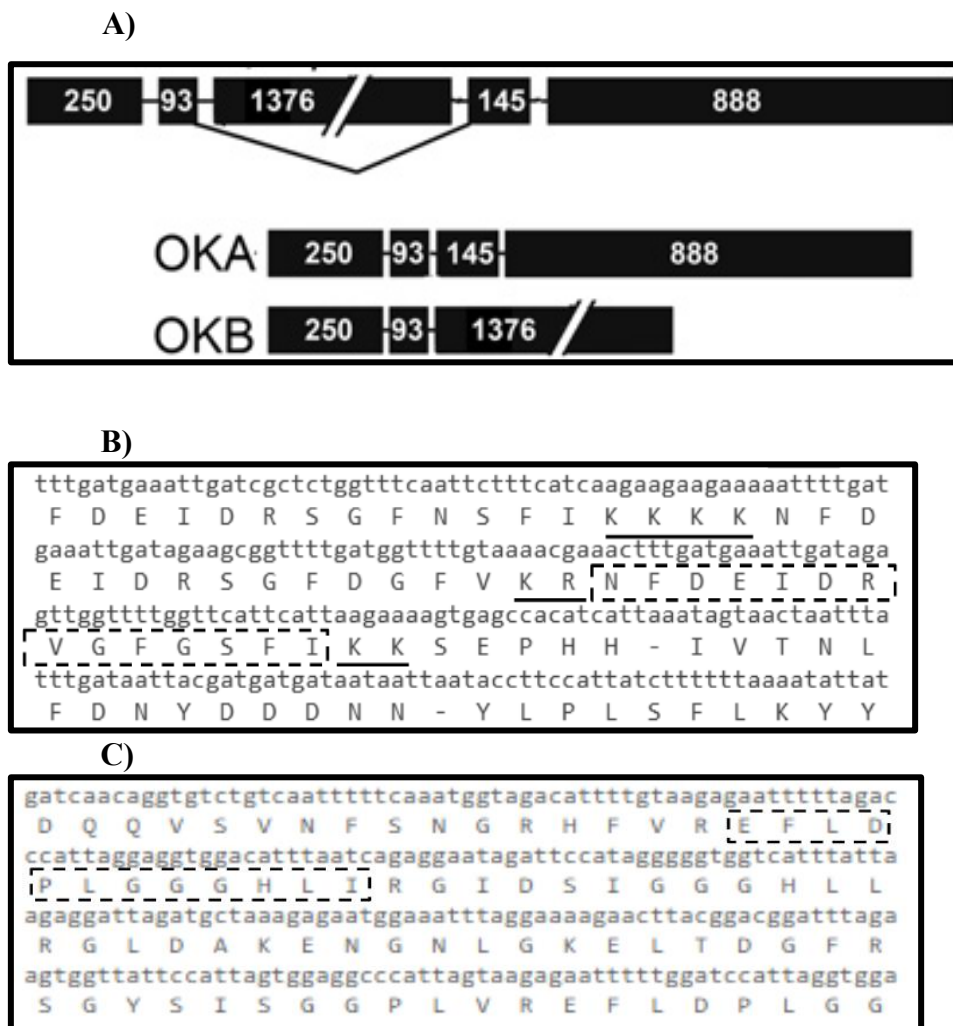 A)
250 93 1376 145 888
OKA 250 93 145 888
OKB 250 93 1376
B)
tttgatgaaattgatcgctctggtttcaattctttcatcaagaagaagaaaaattttgat
F D E I D R S G F N S F I K K K K N F D
gaaattgatagaagcggttttgatggttttgtaaaacgaaactttgatgaaattgataga
E I D R S G F D G F V K R N F D E I D R
gttggttttggttcattcattaagaaaagtgagccacatcattaaatagtaactaattta
V G F G S F I K K S E P H H - I V T N L
tttgataattacgatgatgataataattaataccttccattatcttttttaaaatattat
F D N Y D D D N N - Y L P L S F L K Y Y
C)
gatcaacaggtgtctgtcaatttttcaaatggtagacattttgtaagagaatttttagac
D Q Q V S V N F S N G R H F V R E F L D
ccattaggaggtggacatttaatcagaggaatagattccatagggggtggtcatttatta
P L G G G H L I R G I D S I G G G H L L
agaggattagatgctaaagagaatggaaatttaggaaaagaacttacggacggatttaga
R G L D A K E N G N L G K E L T D G F R
agtggttattccattagtggaggcccattagtaagagaatttttggatccattaggtgga
S G Y S I S G G P L V R E F L D P L G G